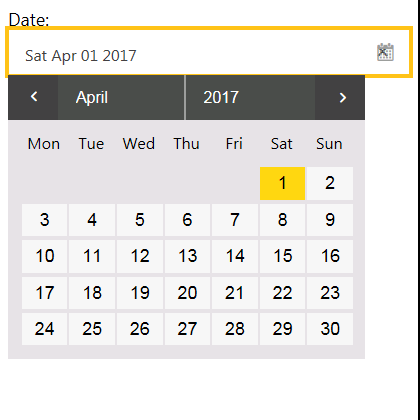 Date:
Sat Apr 01 2017
April 2017
Mon Tue Wed Thu Fri Sat Sun
1 2
3 4 5 6 7 8 9
10 11 12 13 14 15 16
17 18 19 20 21 22 23
24 25 26 27 28 29 30